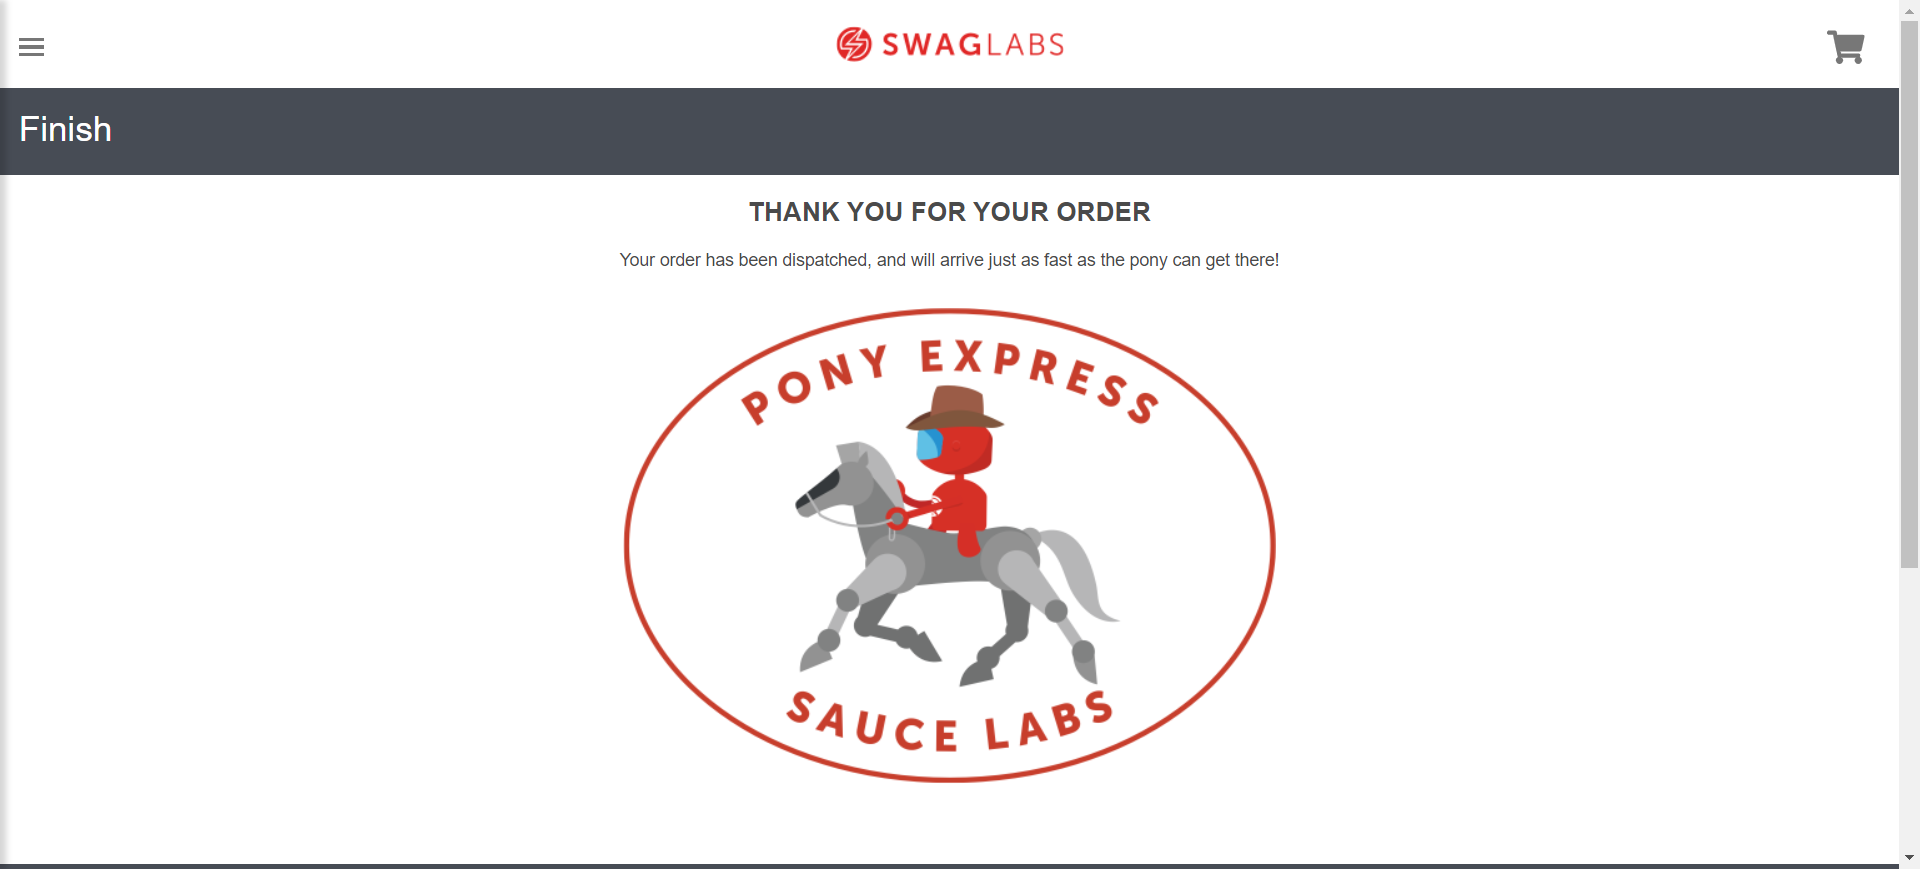 SWAGLABS
Finish
THANK YOU FOR YOUR ORDER
Your order has been dispatched, and will arrive just as fast as the pony can get there!
PONY EXPRESS
SAUCE LABS